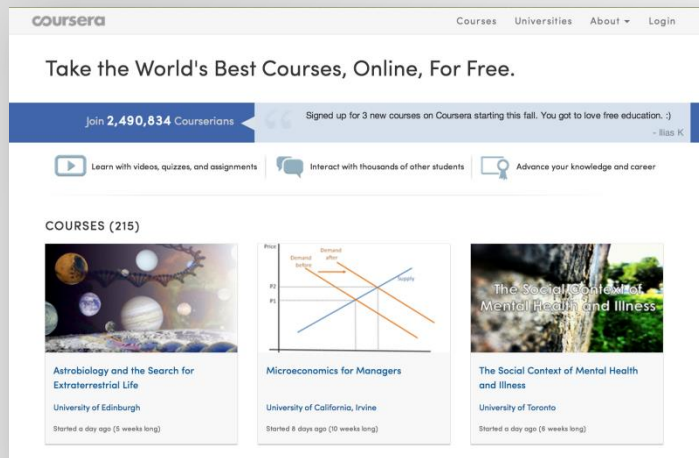 coursera
Courses Universities About Login
Take the World's Best Courses, Online, For Free.
Join 2,490,834 Courserians
Signed up for 3 new courses on Coursera starting this fall. You got to love free education. :)
- Ilias K
Learn with videos, quizzes, and assignments
Interact with thousands of other students
Advance your knowledge and career
COURSES (215)
Price
Demand before
Demand after
Supply
P2
P1
The Social Context of
Mental Health and Illness
Astrobiology and the Search for
Extraterrestrial Life
University of Edinburgh
Started a day ago (5 weeks long)
Microeconomics for Managers
University of California, Irvine
Started 8 days ago (10 weeks long)
The Social Context of Mental Health
and Illness
University of Toronto
Started a day ago (6 weeks long)